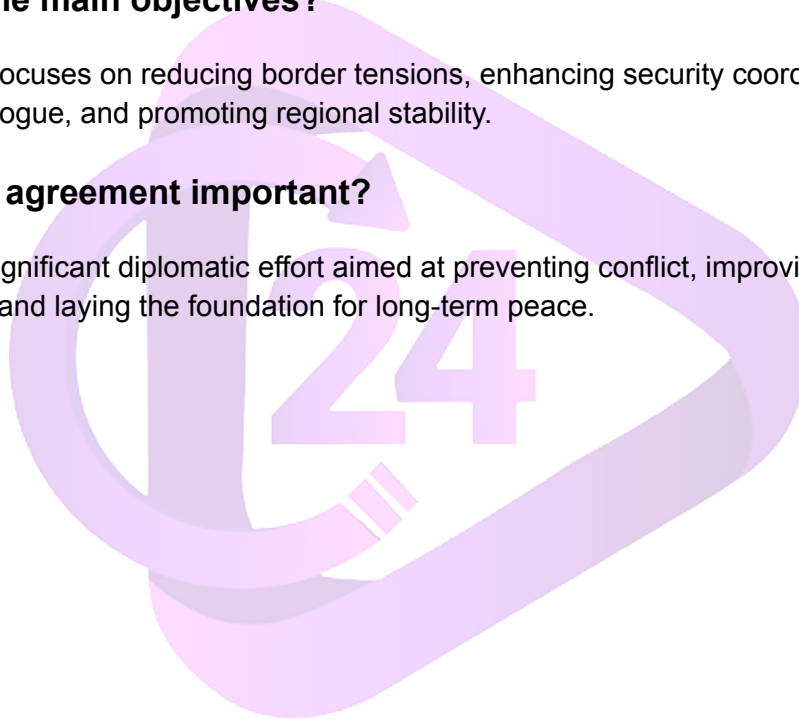 he main objectives?
ocuses on reducing border tensions, enhancing security coord
ogue, and promoting regional stability.
agreement important?
gnificant diplomatic effort aimed at preventing conflict, improvi
and laying the foundation for long-term peace.
24